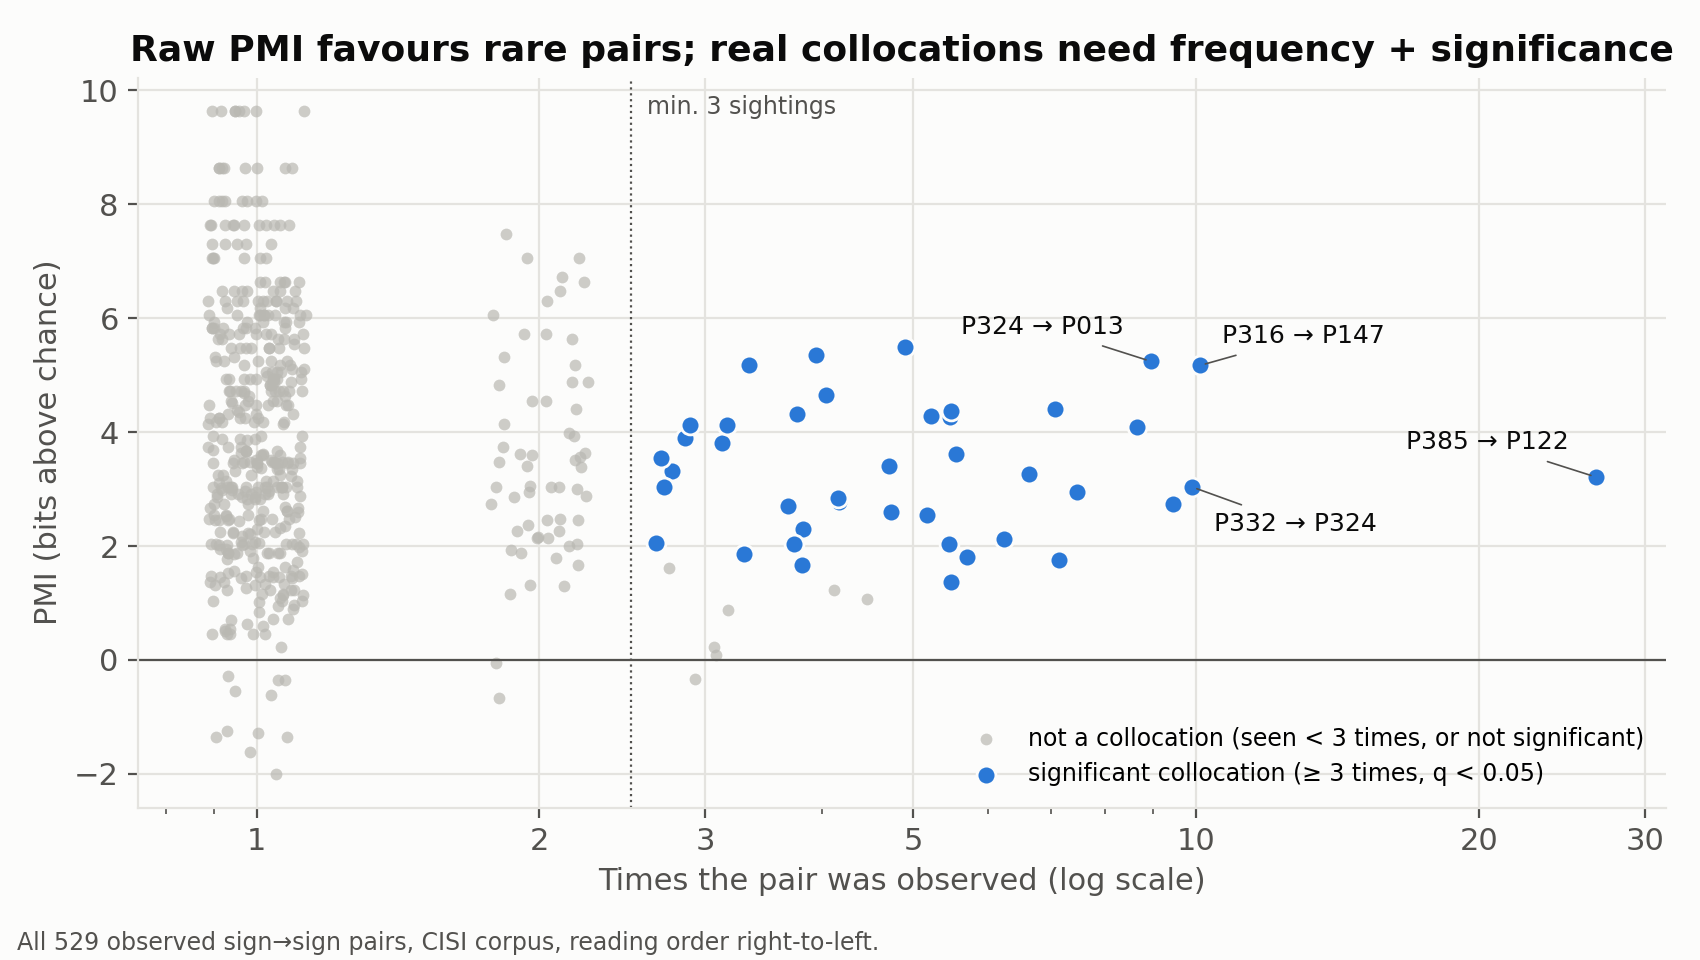 Raw PMI favours rare pairs; real collocations need frequency + significance
min. 3 sightings
10
8
6
4
2
0
−2
PMI (bits above chance)
P324 → P013
P316 → P147
P385 → P122
P332 → P324
not a collocation (seen < 3 times, or not significant)
significant collocation (≥ 3 times, q < 0.05)
1 2 3 5 10 20 30
Times the pair was observed (log scale)
All 529 observed sign→sign pairs, CISI corpus, reading order right-to-left.